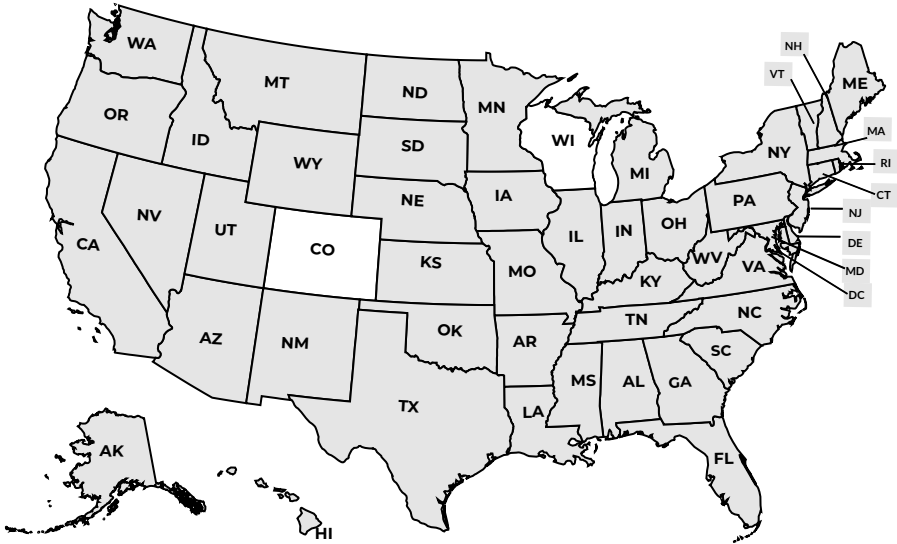 WA
MT
ND
MN
OR
ID
WY
SD
WI
MI
NH
VT
ME
MA
NY
RI
CT
NV
UT
CO
NE
IA
IL
IN
OH
PA
NJ
CA
KS
MO
KY
WV
VA
DE
MD
DC
AZ
NM
OK
AR
TN
NC
SC
TX
LA
MS
AL
GA
FL
AK
HI